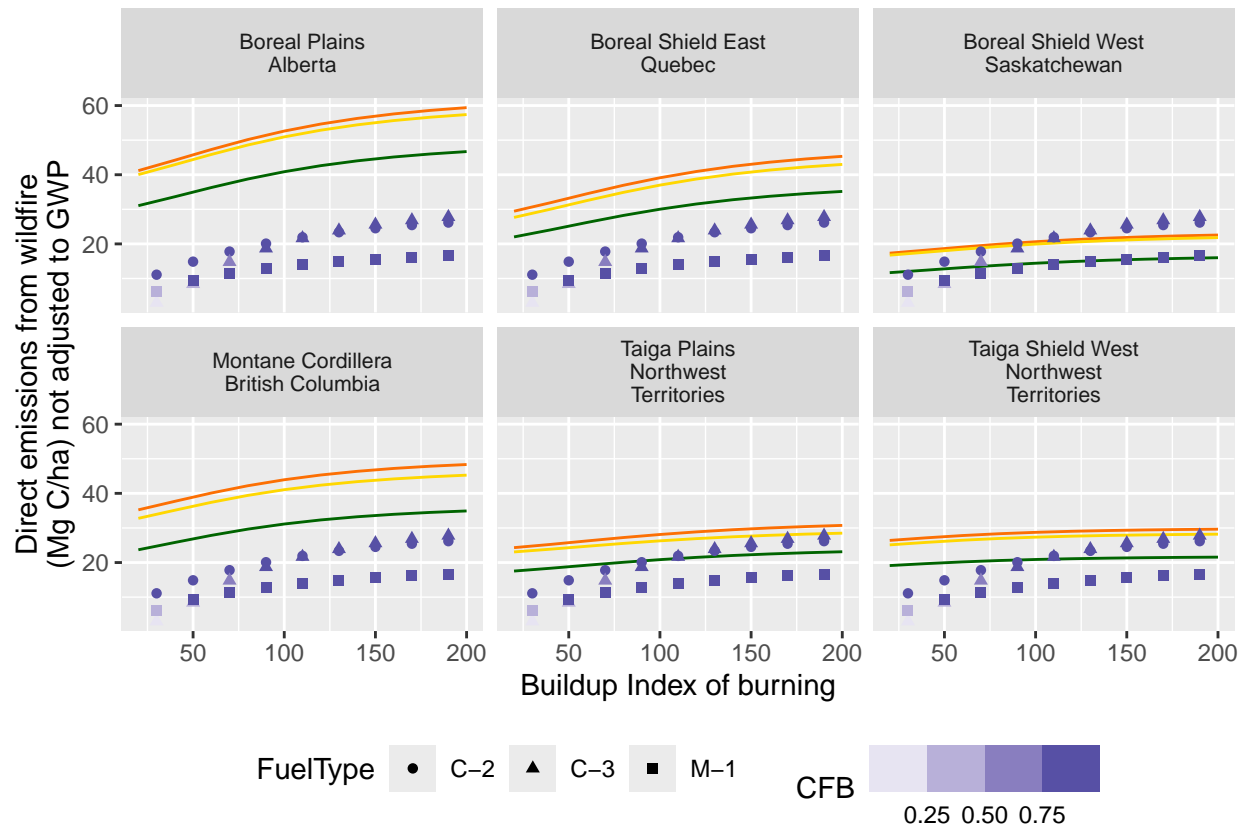 Boreal Plains
Alberta
Boreal Shield East
Quebec
Boreal Shield West
Saskatchewan
60
40
20
Montane Cordillera
British Columbia
Taiga Plains
Northwest
Territories
Taiga Shield West
Northwest
Territories
60
40
20
50 100 150 200
50 100 150 200
50 100 150 200
Direct emissions from wildfire
(Mg C/ha) not adjusted to GWP
Buildup Index of burning
FuelType C−2 C−3 M−1
CFB
0.25 0.50 0.75